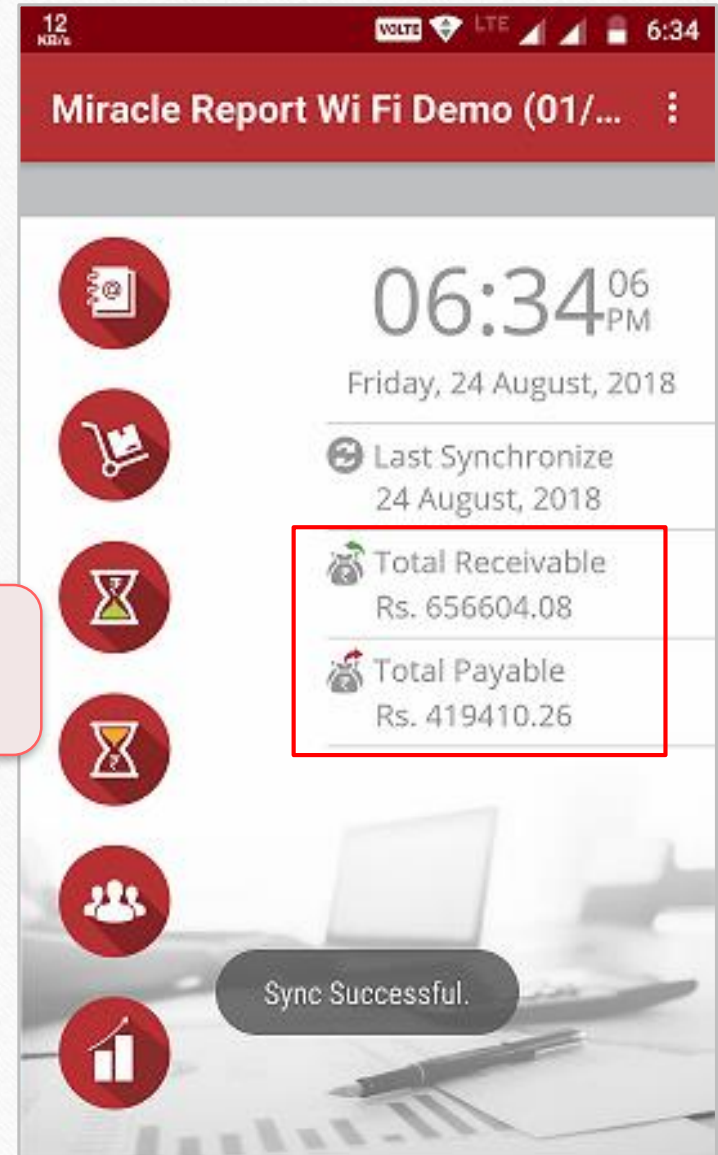 12
KB/s
VOLTE LTE 6:34
Miracle Report Wi Fi Demo (01/...
06:34 06
PM
Friday, 24 August, 2018
Last Synchronize
24 August, 2018
Total Receivable
Rs. 656604.08
Total Payable
Rs. 419410.26
Sync Successful.